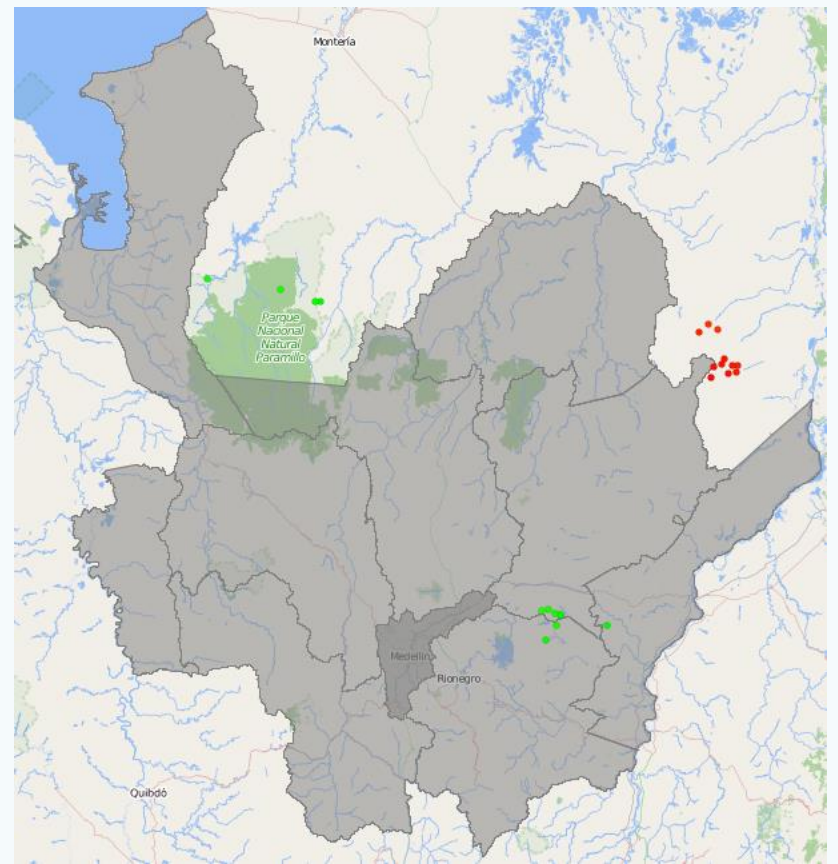 Montería
Parque
Nacional
Natural
Paramillo
Medellín
Rionegro
Quibdó